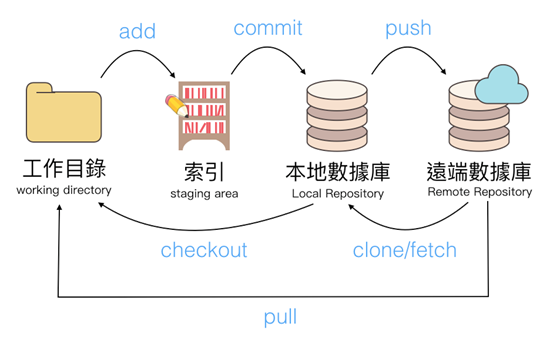 add
commit
push
工作目錄
working directory
索引
staging area
本地數據庫
Local Repository
遠端數據庫
Remote Repository
checkout
clone/fetch
pull